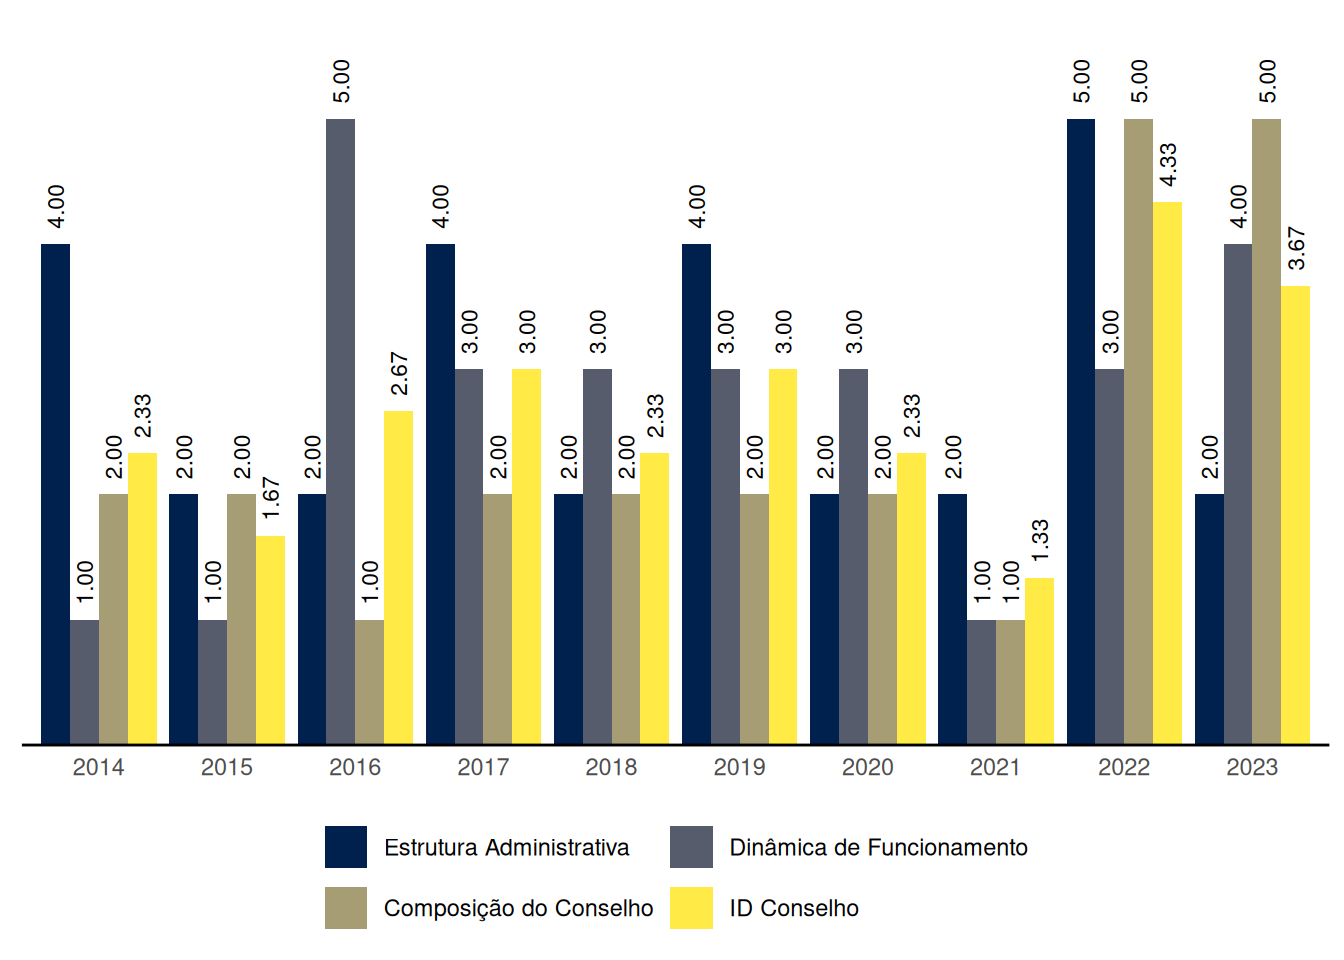 4.00 1.00 2.00 2.33
2.00 1.00 2.00 1.67
2.00 5.00 1.00 2.67
4.00 3.00 2.00 3.00
2.00 3.00 2.00 2.33
4.00 3.00 2.00 3.00
2.00 3.00 2.00 2.33
2.00 1.00 1.00 1.33
5.00 3.00 5.00 4.33
2.00 4.00 5.00 3.67
2014 2015 2016 2017 2018 2019 2020 2021 2022 2023
Estrutura Administrativa Dinâmica de Funcionamento
Composição do Conselho ID Conselho